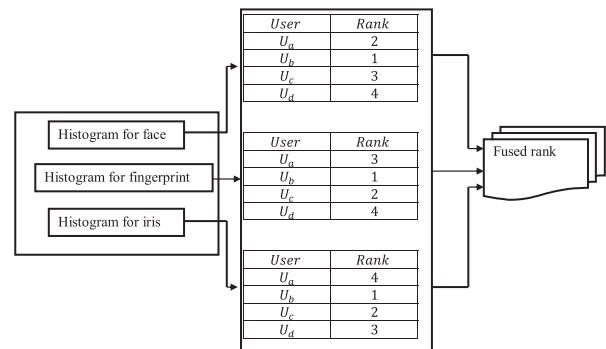 User Rank
U_a 2
U_b 1
U_c 3
U_d 4
Histogram for face
Histogram for fingerprint
Histogram for iris
User Rank
U_a 3
U_b 1
U_c 2
U_d 4
User Rank
U_a 4
U_b 1
U_c 2
U_d 3
Fused rank